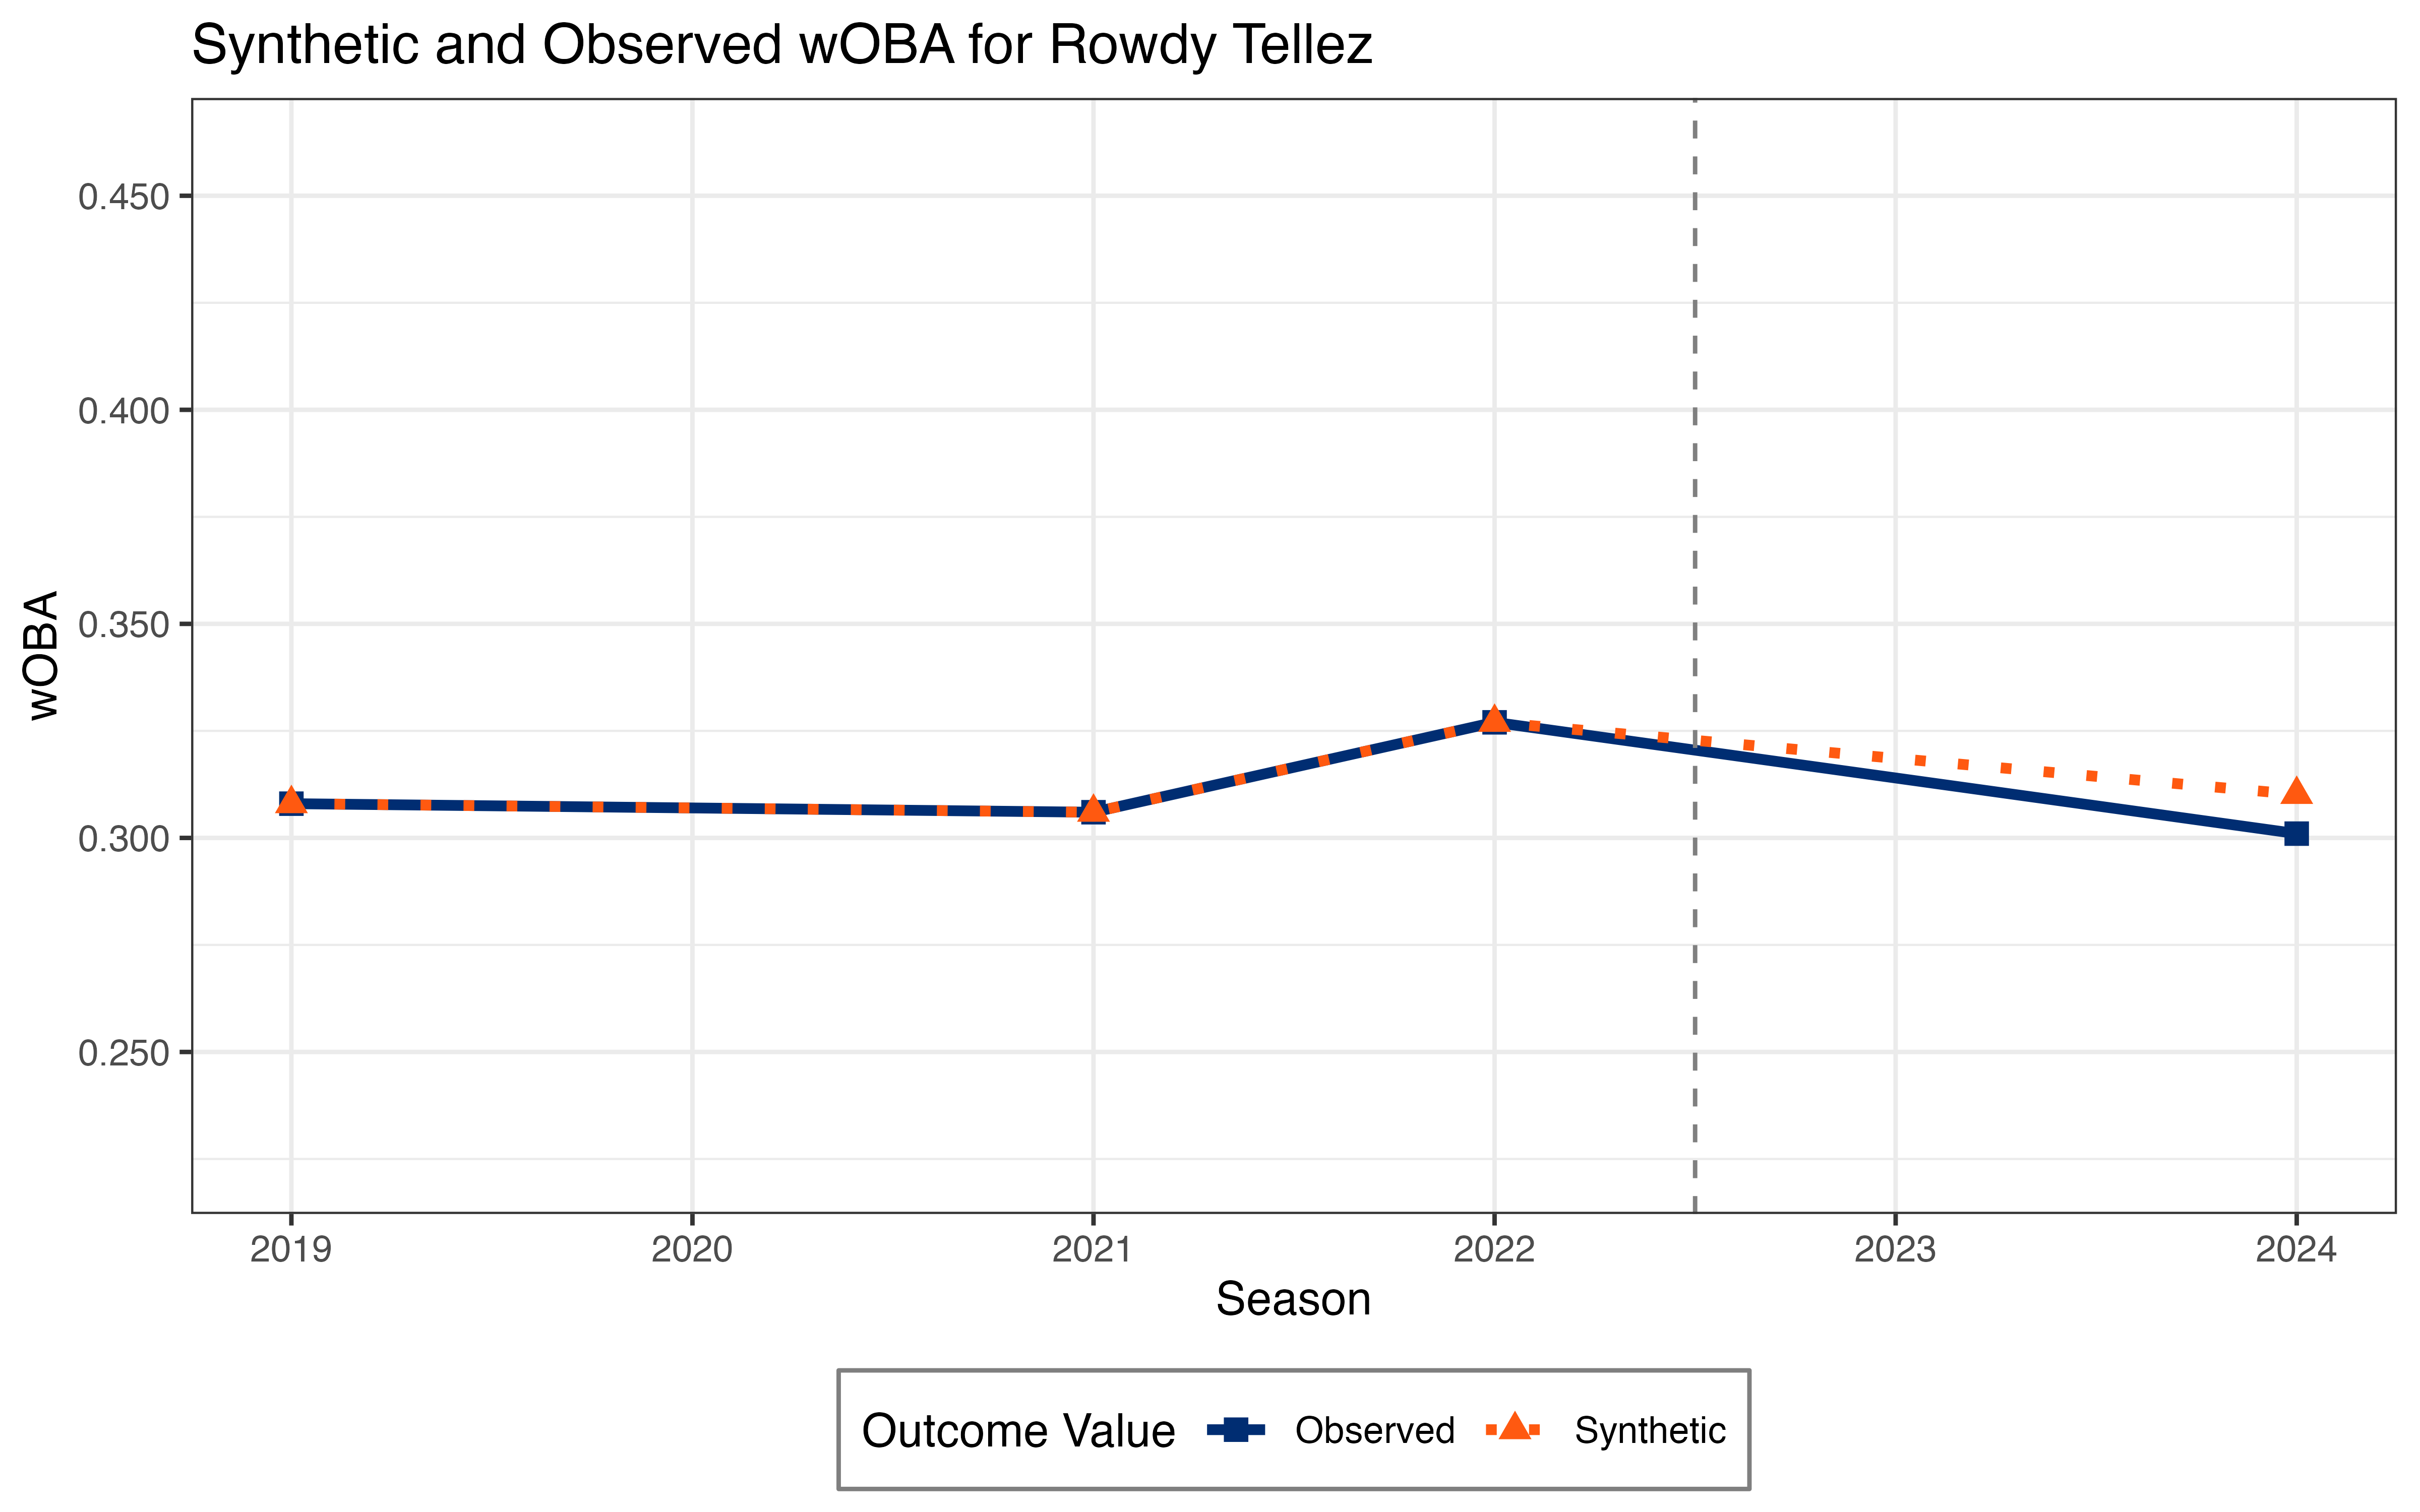 Synthetic and Observed wOBA for Rowdy Tellez
0.450
0.400
0.350
0.300
0.250
wOBA
2019 2020 2021 2022 2023 2024
Season
Outcome Value Observed Synthetic